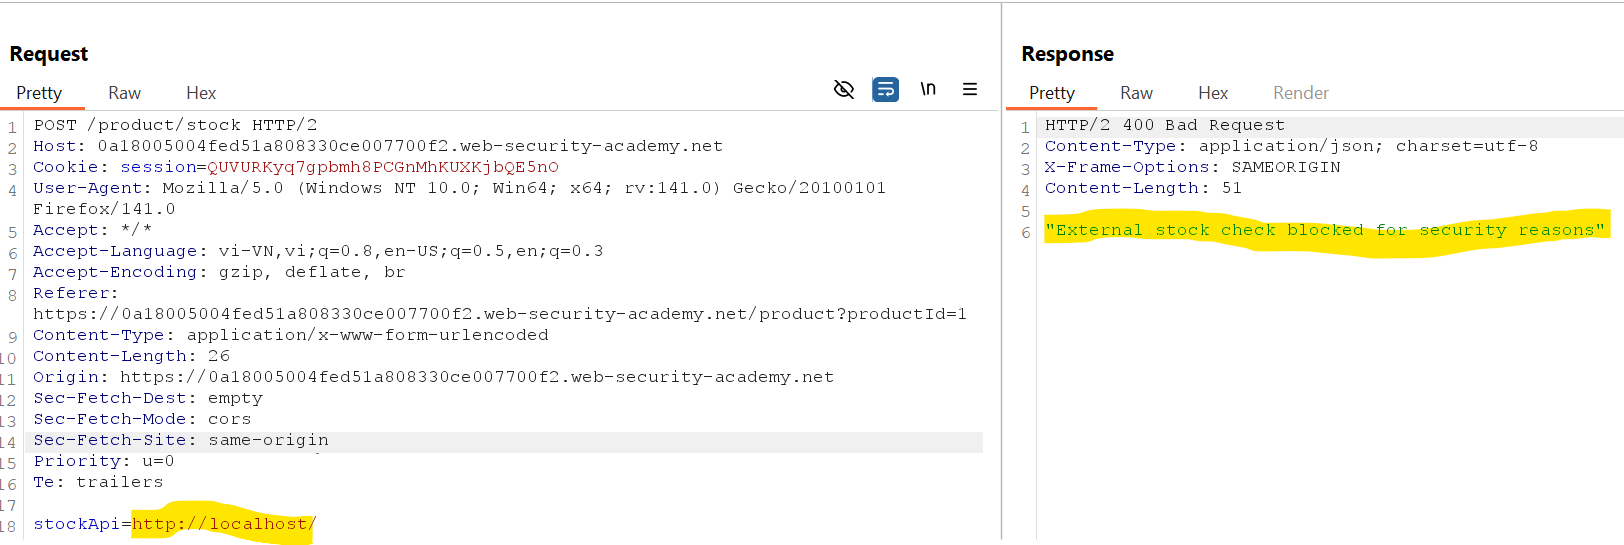 Request
Pretty Raw Hex \n
1 POST /product/stock HTTP/2
2 Host: 0a18005004fed51a808330ce007700f2.web-security-academy.net
3 Cookie: session=QUVURKyq7gpbmh8PCGnMhKUXKjbQE5nO
4 User-Agent: Mozilla/5.0 (Windows NT 10.0; Win64; x64; rv:141.0) Gecko/20100101
Firefox/141.0
5 Accept: */*
6 Accept-Language: vi-VN,vi;q=0.8,en-US;q=0.5,en;q=0.3
7 Accept-Encoding: gzip, deflate, br
8 Referer:
https://0a18005004fed51a808330ce007700f2.web-security-academy.net/product?productId=1
9 Content-Type: application/x-www-form-urlencoded
10 Content-Length: 26
11 Origin: https://0a18005004fed51a808330ce007700f2.web-security-academy.net
12 Sec-Fetch-Dest: empty
13 Sec-Fetch-Mode: cors
14 Sec-Fetch-Site: same-origin
15 Priority: u=0
16 Te: trailers
17
18 stockApi=http://localhost/
Response
Pretty Raw Hex Render
1 HTTP/2 400 Bad Request
2 Content-Type: application/json; charset=utf-8
3 X-Frame-Options: SAMEORIGIN
4 Content-Length: 51
5
6 "External stock check blocked for security reasons"